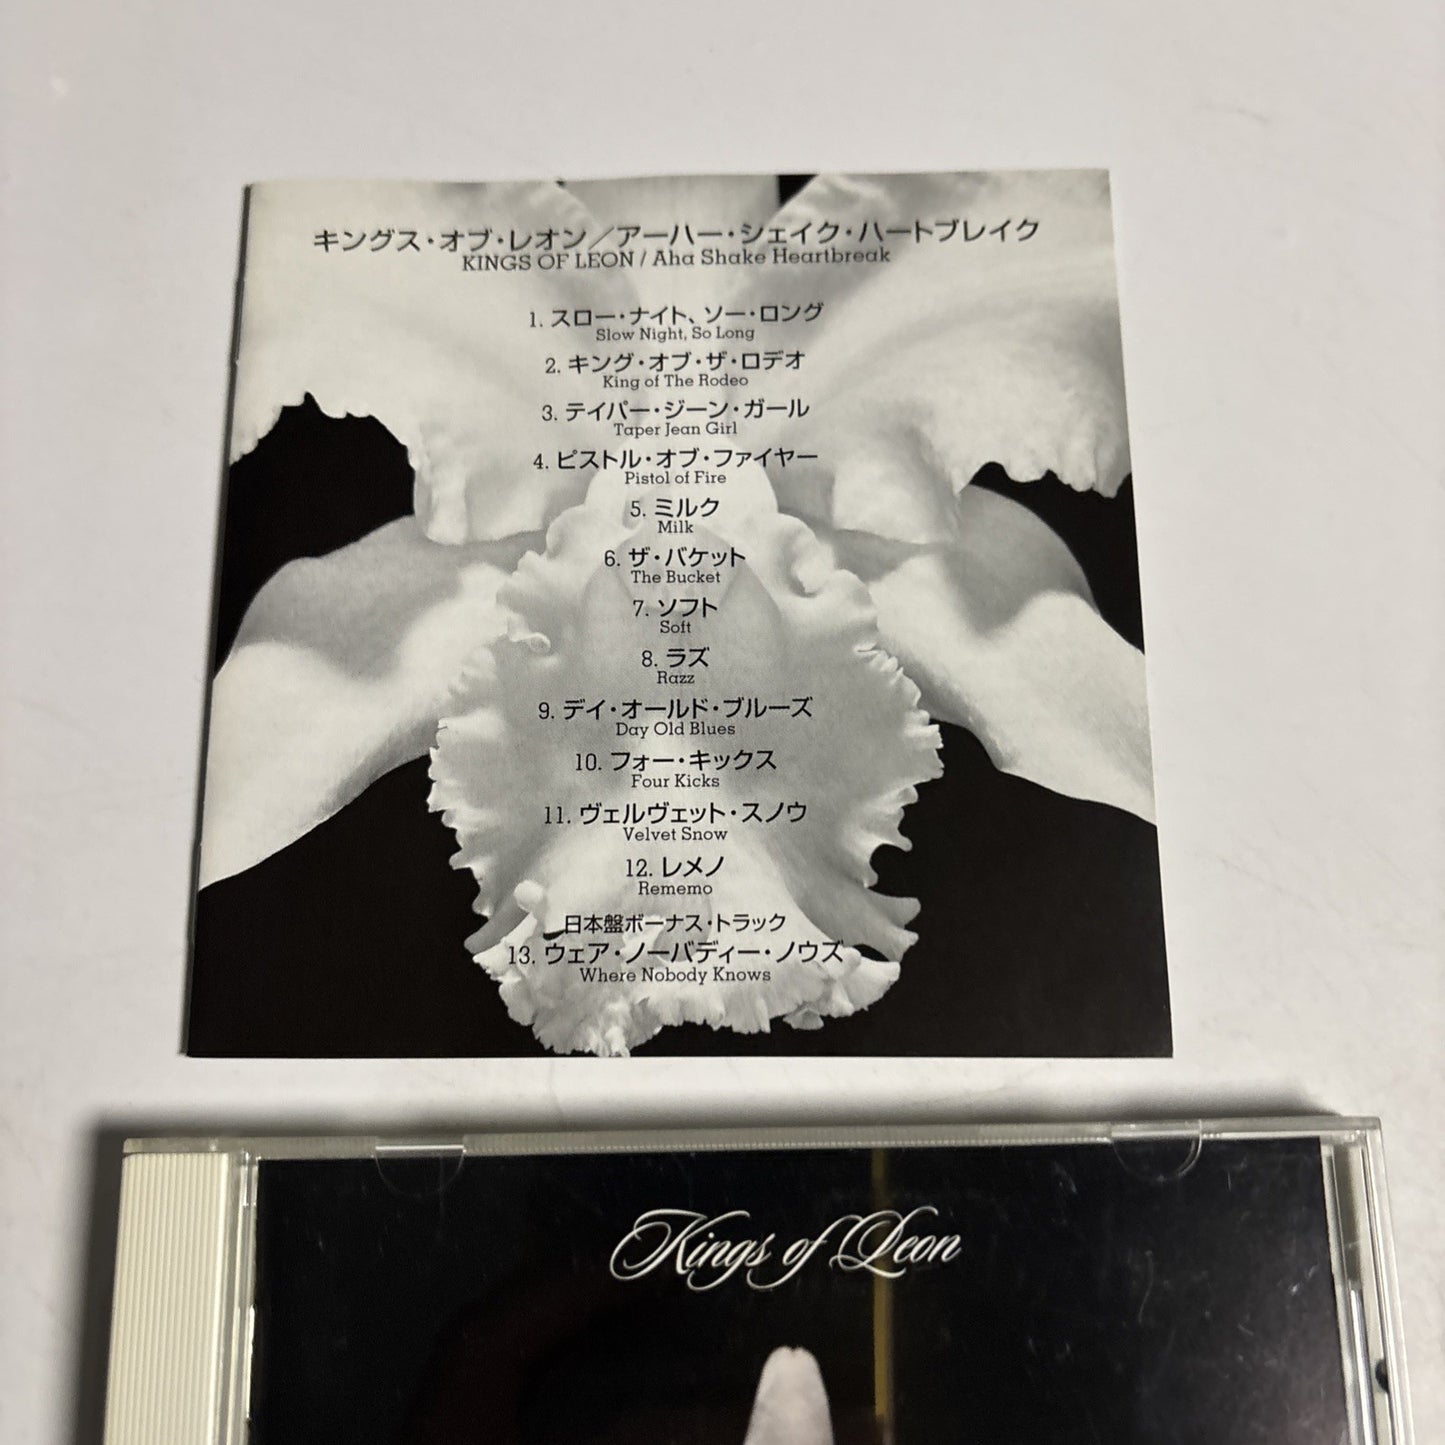 キングス・オブ・レオン／アーハー・シェイク・ハートブレイク
KINGS OF LEON / Aha Shake Heartbreak
1. スロー・ナイト、ソー・ロング
Slow Night, So Long
2. キング・オブ・ザ・ロデオ
King of The Rodeo
3. テイパー・ジーン・ガール
Taper Jean Girl
4. ピストル・オブ・ファイヤー
Pistol of Fire
5. ミルク
Milk
6. ザ・バケット
The Bucket
7. ソフト
Soft
8. ラズ
Razz
9. デイ・オールド・ブルーズ
Day Old Blues
10. フォー・キックス
Four Kicks
11. ヴェルヴェット・スノウ
Velvet Snow
12. レメノ
Rememo
日本盤ボーナス・トラック
13. ウェア・ノーバディー・ノウズ
Where Nobody Knows
Kings of Leon